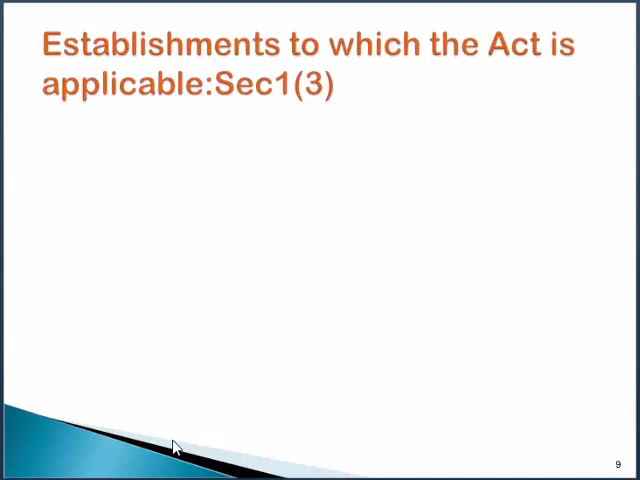 Establishments to which the Act is
applicable:Sec1(3)
9